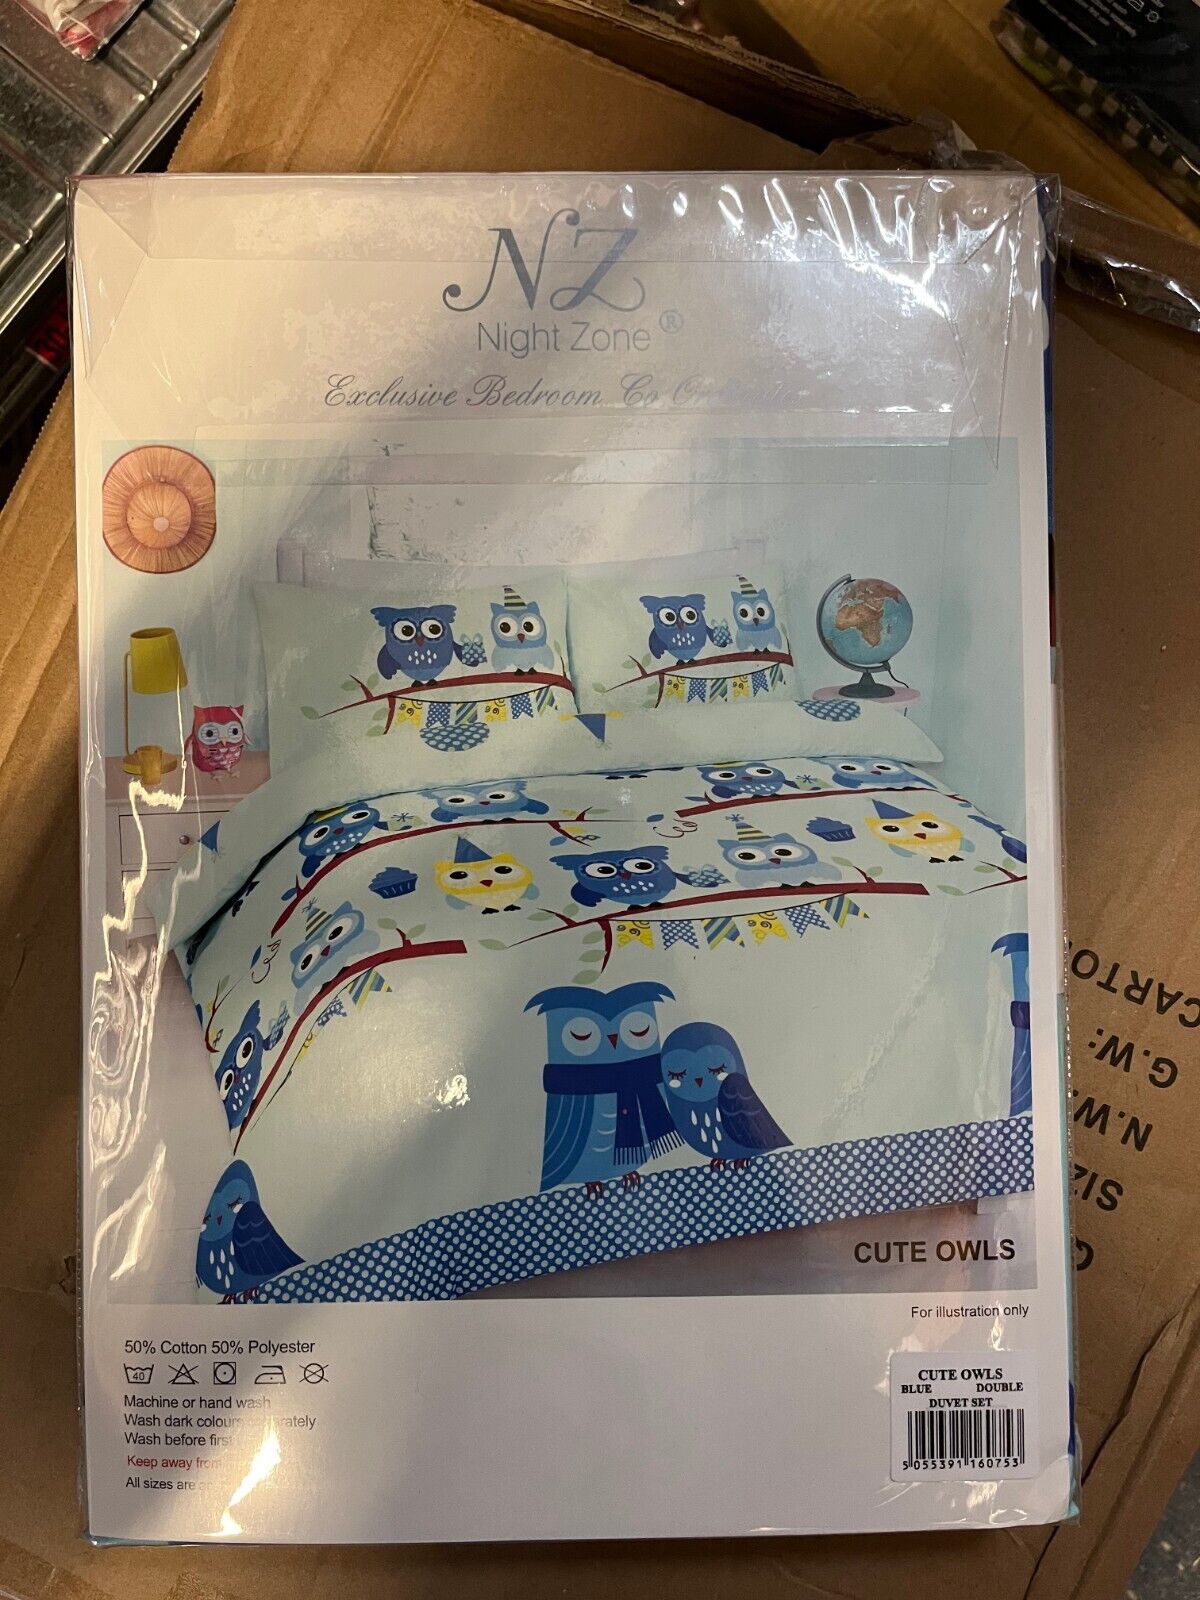 NZ
Night Zone®
Exclusive Bedroom Co
CUTE OWLS
For illustration only
50% Cotton 50% Polyester
40
Machine or hand wash
Wash dark colours
Wash before first
Keep away from
All sizes are
CUTE OWLS
BLUE DOUBLE
DUVET SET
5 055391 160753
CARTO
G.W:
N.W.